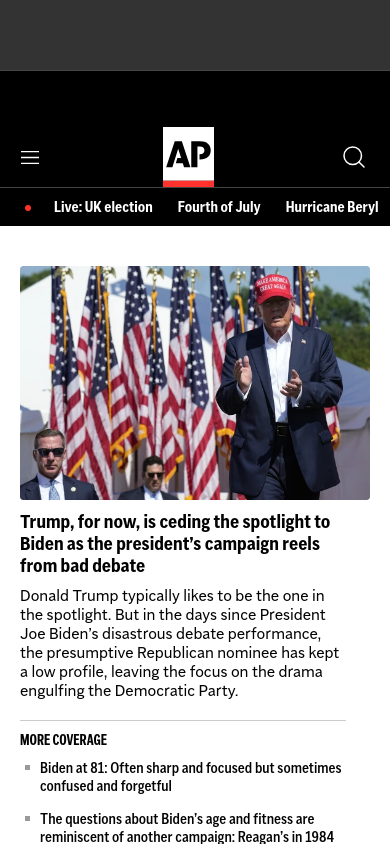 AP
Live: UK election Fourth of July Hurricane Beryl
MAKE AMERICA
GREAT AGAIN
Trump, for now, is ceding the spotlight to
Biden as the president’s campaign reels
from bad debate
Donald Trump typically likes to be the one in
the spotlight. But in the days since President
Joe Biden’s disastrous debate performance,
the presumptive Republican nominee has kept
a low profile, leaving the focus on the drama
engulfing the Democratic Party.
MORE COVERAGE
Biden at 81: Often sharp and focused but sometimes
confused and forgetful
The questions about Biden’s age and fitness are
reminiscent of another campaign: Reagan’s in 1984